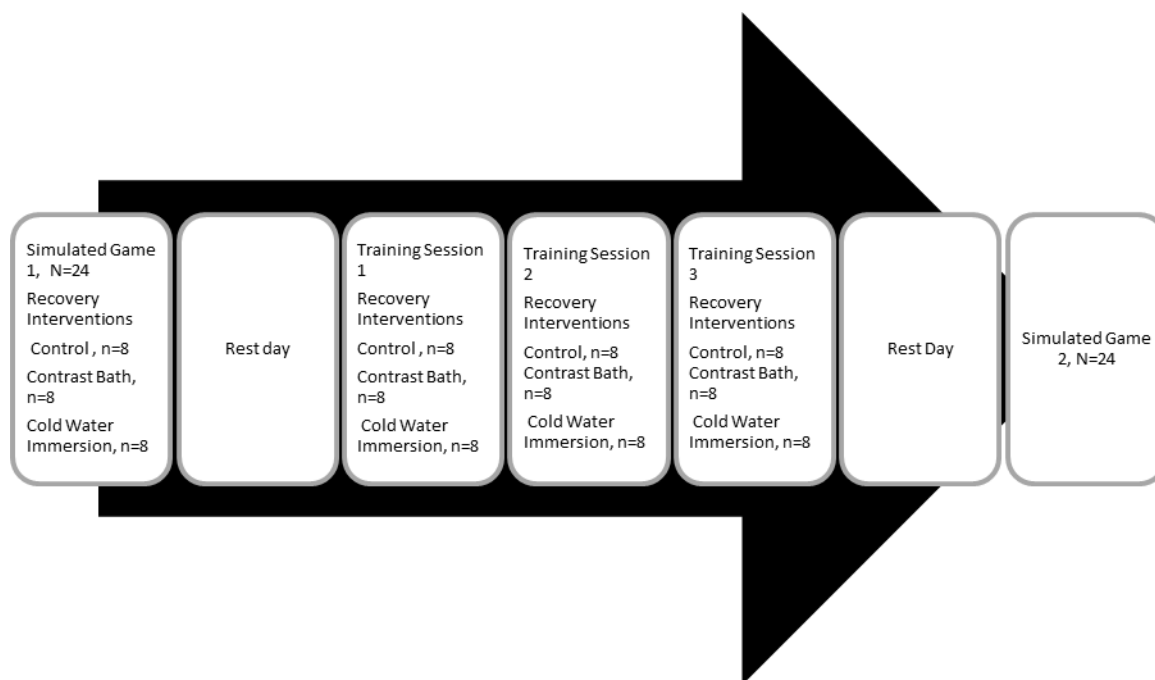 Simulated Game
1,  N=24
Recovery
Interventions
Control , n=8
Contrast Bath,
n=8
Cold Water
Immersion, n=8
Rest day
Training Session
1
Recovery
Interventions
Control , n=8
Contrast Bath,
n=8
Cold Water
Immersion, n=8
Training Session
2
Recovery
Interventions
Control, n=8
Contrast Bath,
n=8
Cold Water
Immersion, n=8
Training Session
3
Recovery
Interventions
Control, n=8
Contrast Bath,
n=8
Cold Water
Immersion, n=8
Rest Day
Simulated Game
2, N=24